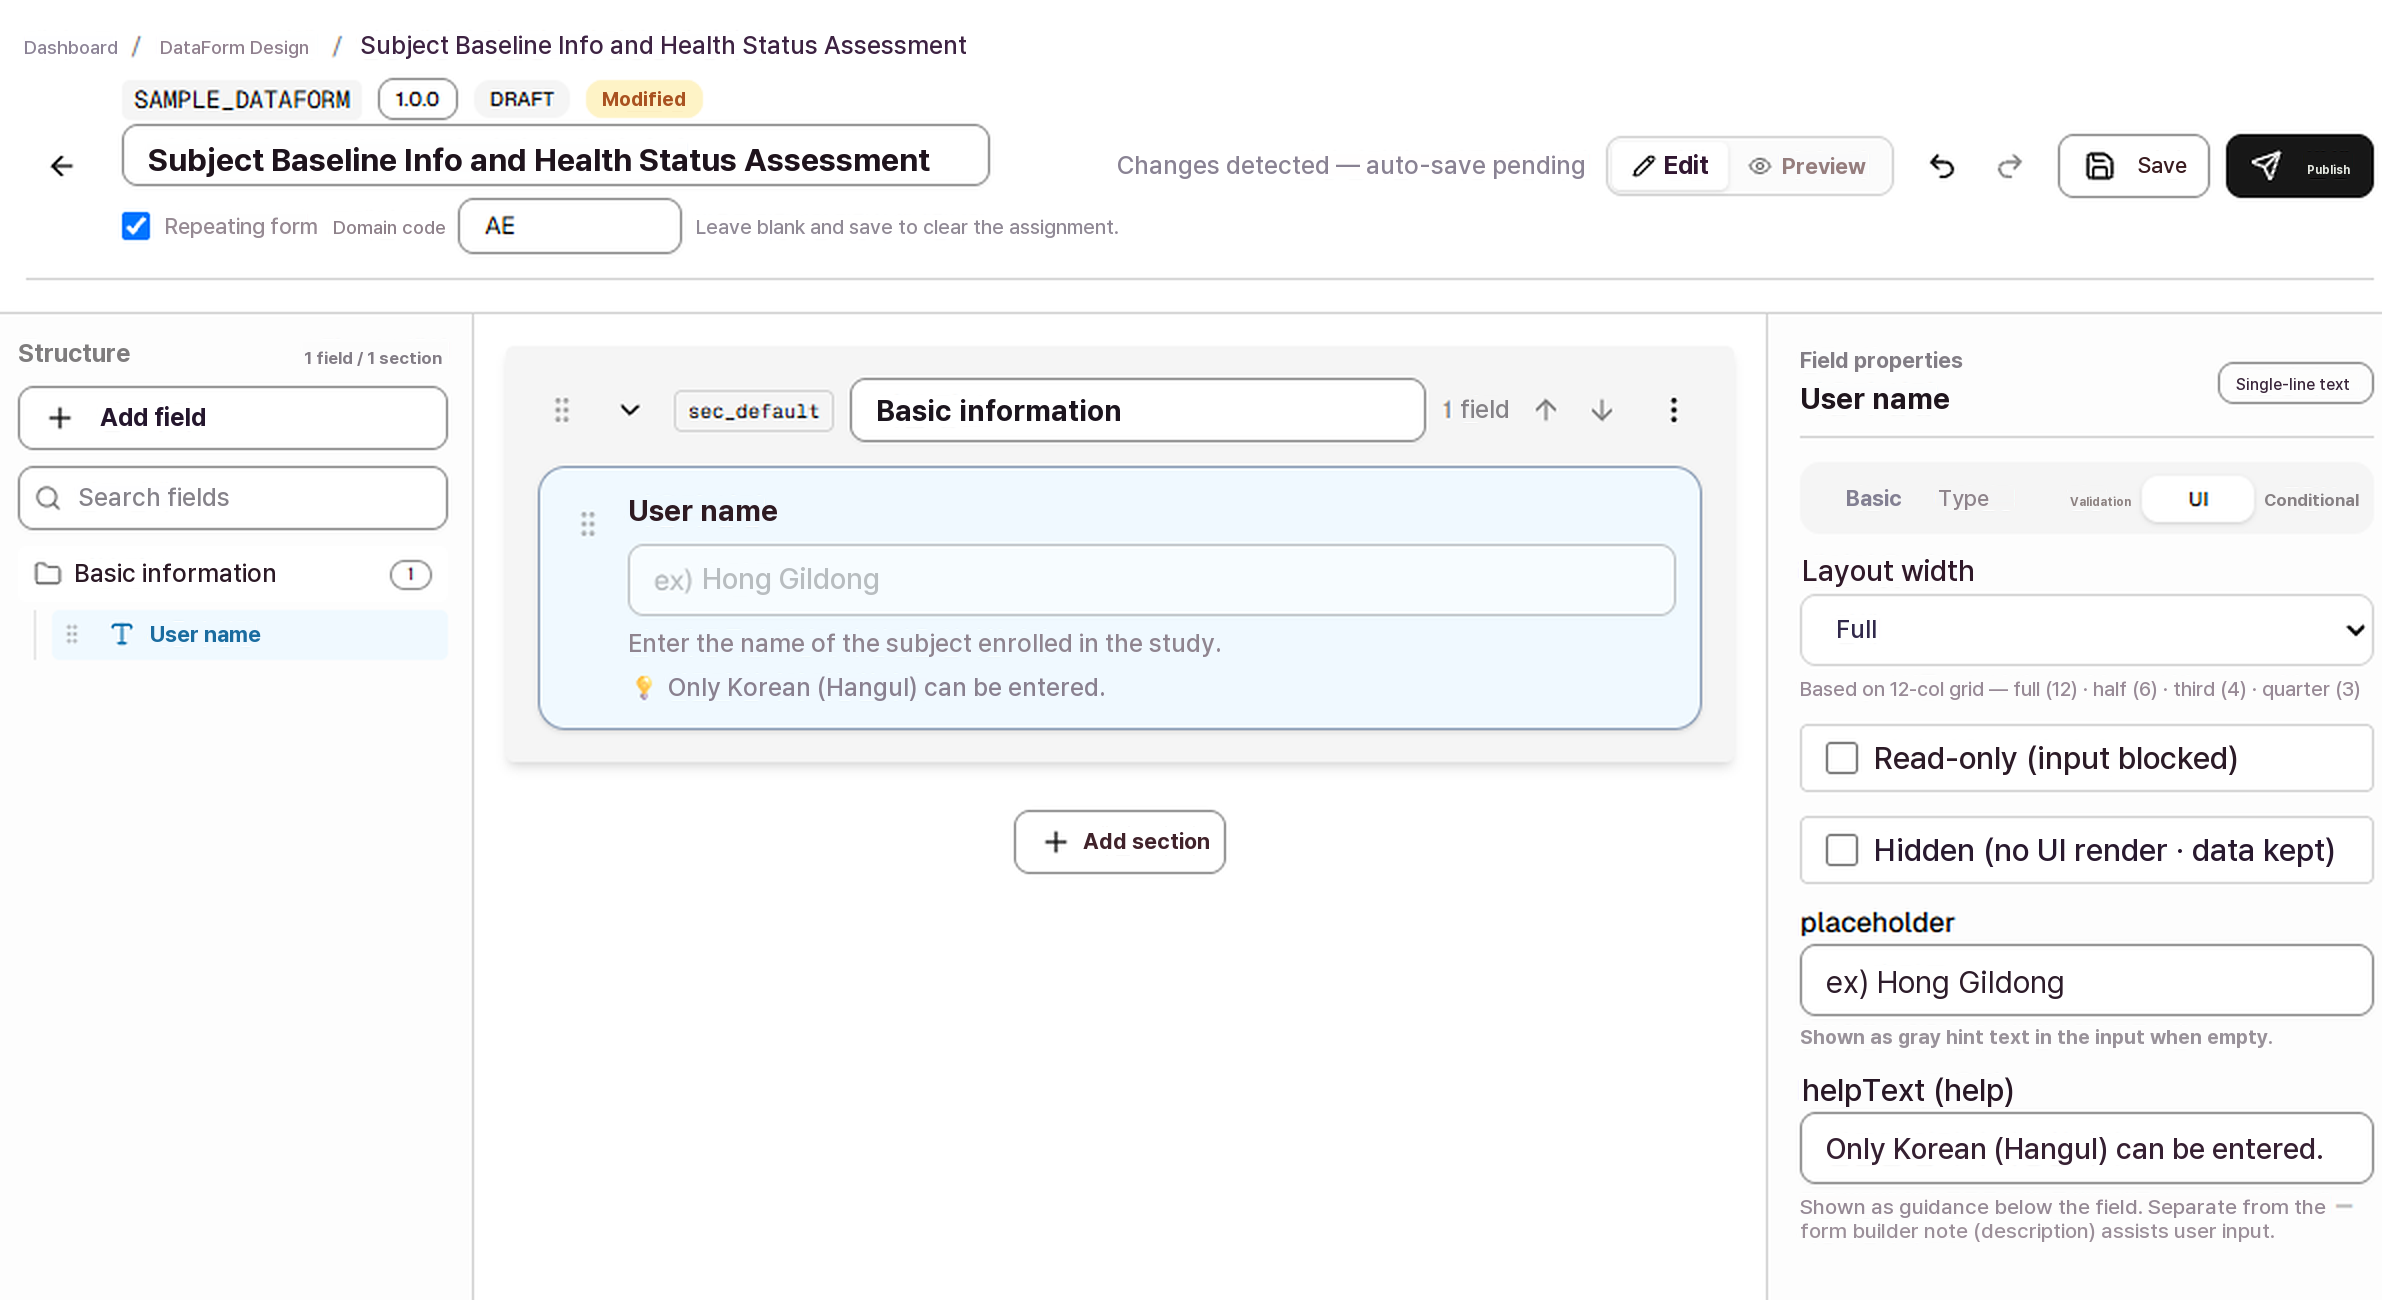 Dashboard / DataForm Design / Subject Baseline Info and Health Status Assessment
SAMPLE_DATAFORM 1.0.0 DRAFT Modified
Subject Baseline Info and Health Status Assessment
Changes detected — auto-save pending
Edit Preview
Save Publish
Repeating form Domain code AE Leave blank and save to clear the assignment.
Structure 1 field / 1 section
Add field
Search fields
Basic information 1
User name
sec_default Basic information 1 field
User name
ex) Hong Gildong
Enter the name of the subject enrolled in the study.
💡 Only Korean (Hangul) can be entered.
Add section
Field properties
User name Single-line text
Basic Type Validation UI Conditional
Layout width
Full
Based on 12-col grid — full (12) · half (6) · third (4) · quarter (3)
Read-only (input blocked)
Hidden (no UI render · data kept)
placeholder
ex) Hong Gildong
Shown as gray hint text in the input when empty.
helpText (help)
Only Korean (Hangul) can be entered.
Shown as guidance below the field. Separate from the —
form builder note (description) assists user input.